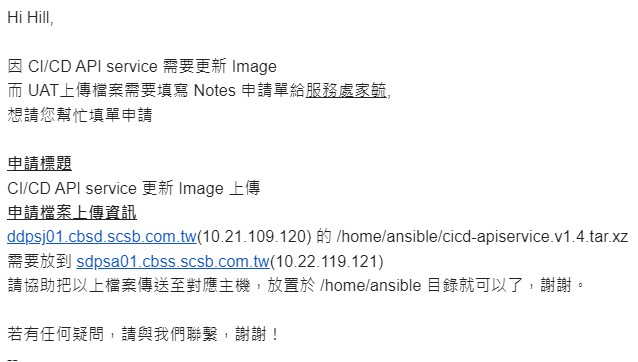 Hi Hill,
因 CI/CD API service 需要更新 Image
而 UAT上傳檔案需要填寫 Notes 申請單給服務處家毓,
想請您幫忙填單申請
申請標題
CI/CD API service 更新 Image 上傳
申請檔案上傳資訊
ddpsj01.cbsd.scsb.com.tw(10.21.109.120) 的 /home/ansible/cicd-apiservice.v1.4.tar.xz
需要放到 sdpsa01.cbss.scsb.com.tw(10.22.119.121)
請協助把以上檔案傳送至對應主機，放置於 /home/ansible 目錄就可以了，謝謝。
若有任何疑問，請與我們聯繫，謝謝！
--